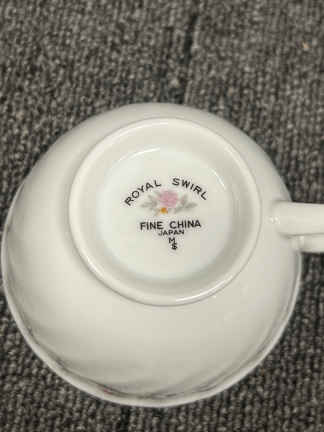 ROYAL SWIRL
FINE CHINA
JAPAN
M
$